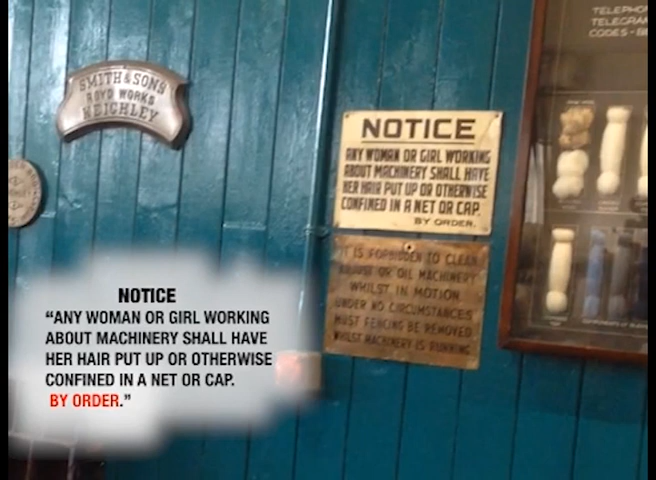 SMITH & SONS
ROYD WORKS
KEIGHLEY
TELEPHO
TELEGRA
CODES - BE
NOTICE
ANY WOMAN OR GIRL WORKING
ABOUT MACHINERY SHALL HAVE
HER HAIR PUT UP OR OTHERWISE
CONFINED IN A NET OR CAP.
BY ORDER.
IT IS FORBIDDEN TO CLEAN
ADJUST OR OIL MACHINERY
WHILST IN MOTION
UNDER NO CIRCUMSTANCES
MUST FENCING BE REMOVED
WHILST MACHINERY IS RUNNING
NOTICE
“ANY WOMAN OR GIRL WORKING
ABOUT MACHINERY SHALL HAVE
HER HAIR PUT UP OR OTHERWISE
CONFINED IN A NET OR CAP.
BY ORDER.”